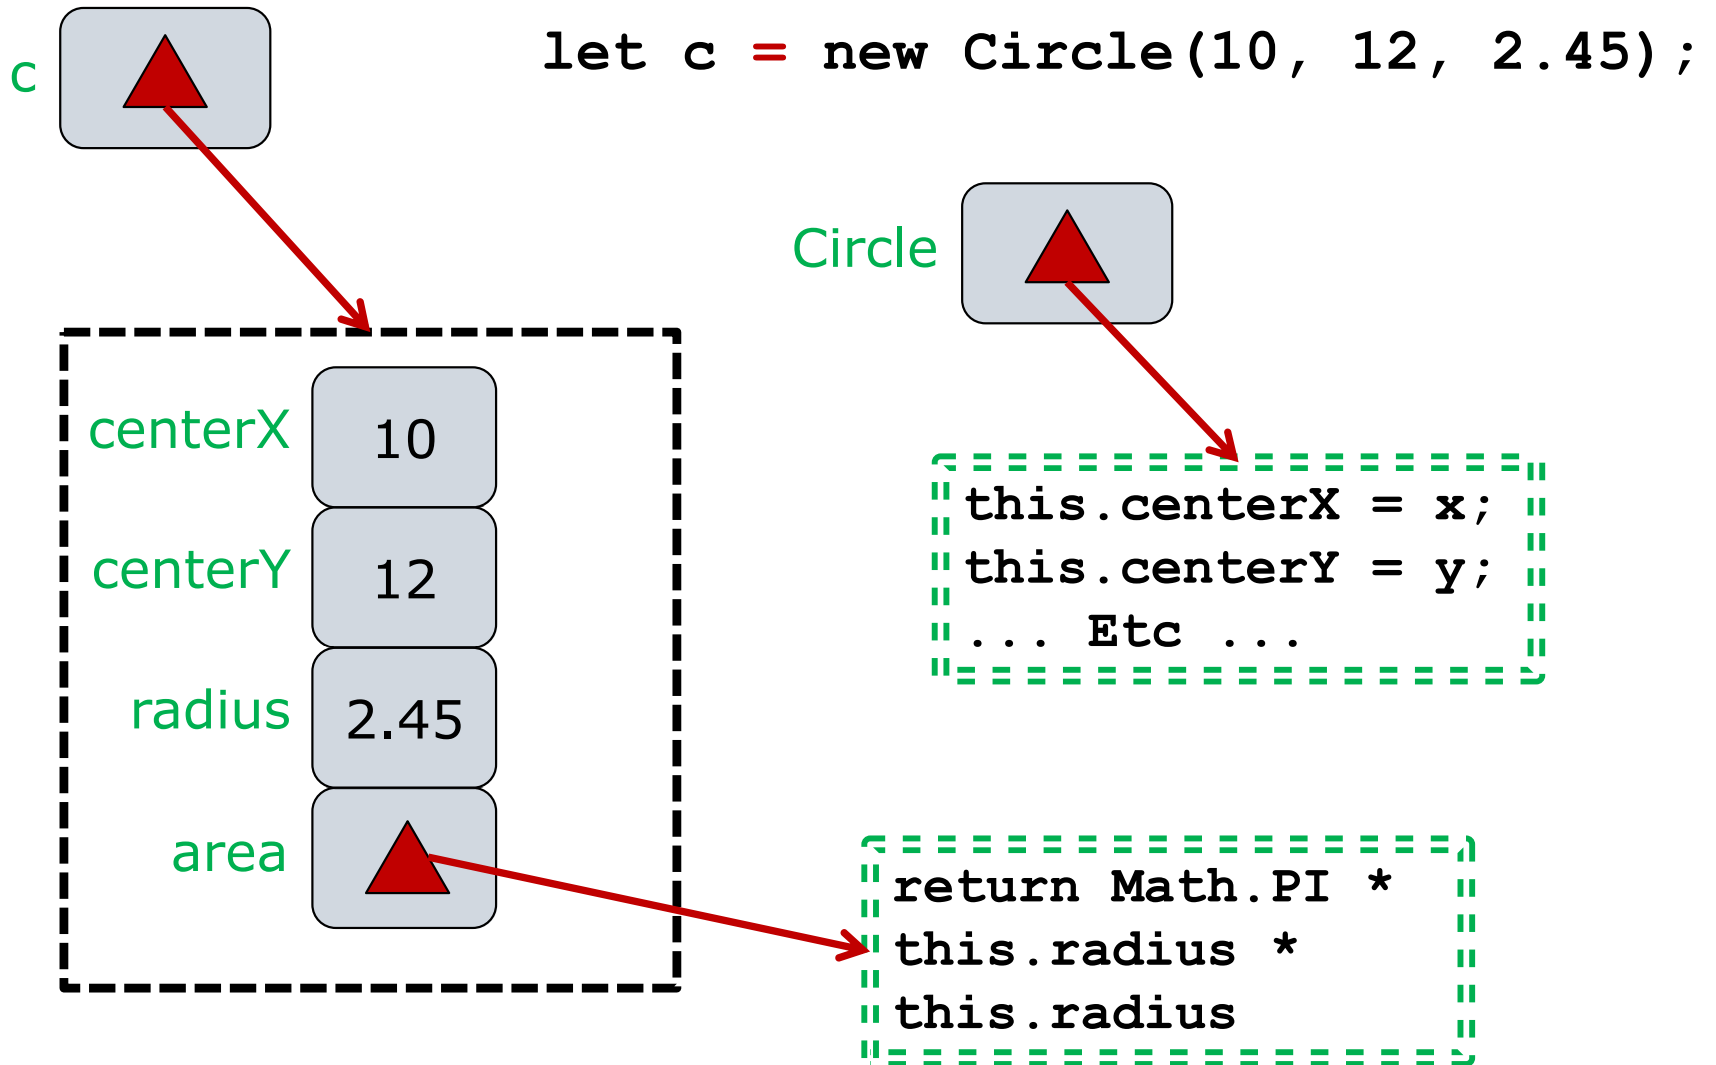 c
let c = new Circle(10, 12, 2.45);
Circle
centerX 10
centerY 12
radius 2.45
area
this.centerX = x;
this.centerY = y;
... Etc ...
return Math.PI *
this.radius *
this.radius